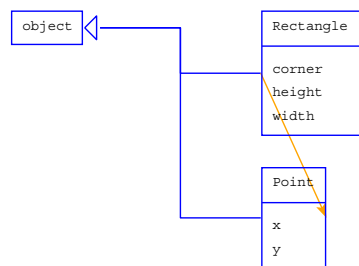 object
Rectangle
corner
height
width
Point
x
y